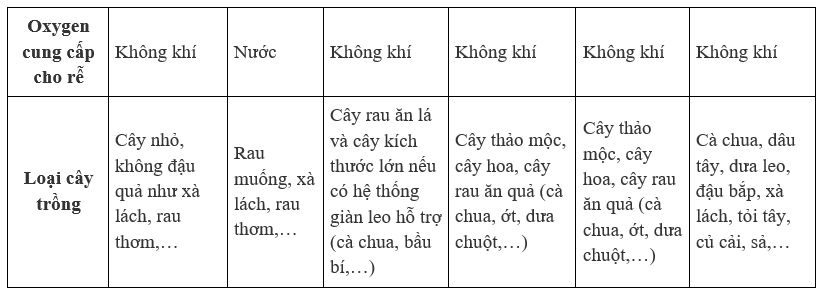 Oxygen
cung cấp
cho rễ
Không khí
Nước
Không khí
Không khí
Không khí
Không khí
Loại cây
trồng
Cây nhỏ,
không đậu
quả như xà
lách, rau
thơm,…
Rau
muống, xà
lách, rau
thơm,…
Cây rau ăn lá
và cây kích
thước lớn nếu
có hệ thống
giàn leo hỗ trợ
(cà chua, bầu
bí,…)
Cây thảo mộc,
cây hoa, cây
rau ăn quả (cà
chua, ớt, dưa
chuột,…)
Cây thảo
mộc, cây
hoa, cây rau
ăn quả (cà
chua, ớt, dưa
chuột,…)
Cà chua, dâu
tây, dưa leo,
đậu bắp, xà
lách, tỏi tây,
củ cải, sả,…